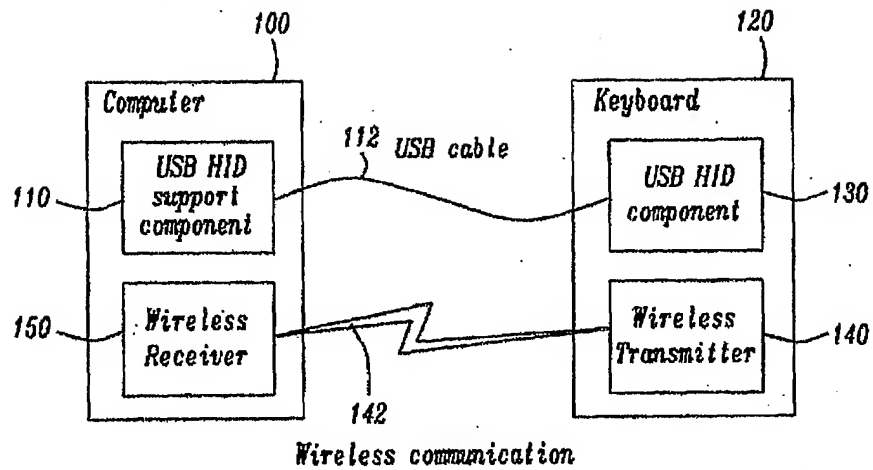 100
120
Computer
Keyboard
112
USB cable
USB HID
support
component
USB HID
component
110
130
Wireless
Receiver
Wireless
Transmitter
150
140
142
Wireless communication